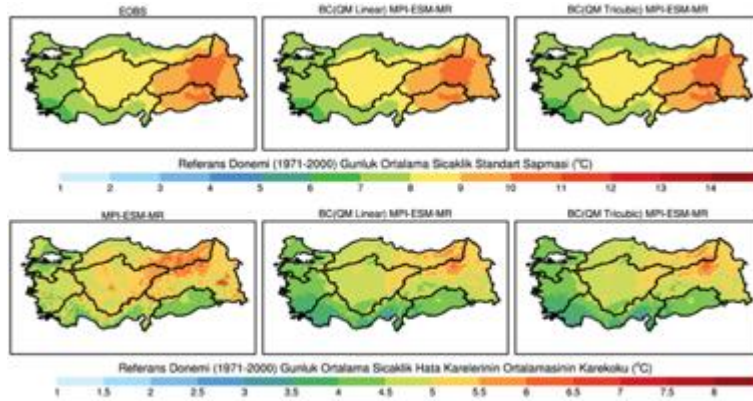 EOBS
BC(QM Linear) MPI-ESM-MR
BC(QM Tricubic) MPI-ESM-MR
Referans Donemi (1971-2000) Gunluk Ortalama Sicaklik Standart Sapmasi (°C)
1 2 3 4 5 6 7 8 9 10 11 12 13 14
MPI-ESM-MR
BC(QM Linear) MPI-ESM-MR
BC(QM Tricubic) MPI-ESM-MR
Referans Donemi (1971-2000) Gunluk Ortalama Sicaklik Hata Karelerinin Ortalamasinin Karekoku (°C)
1 1.5 2 2.5 3 3.5 4 4.5 5 5.5 6 6.5 7 7.5 8